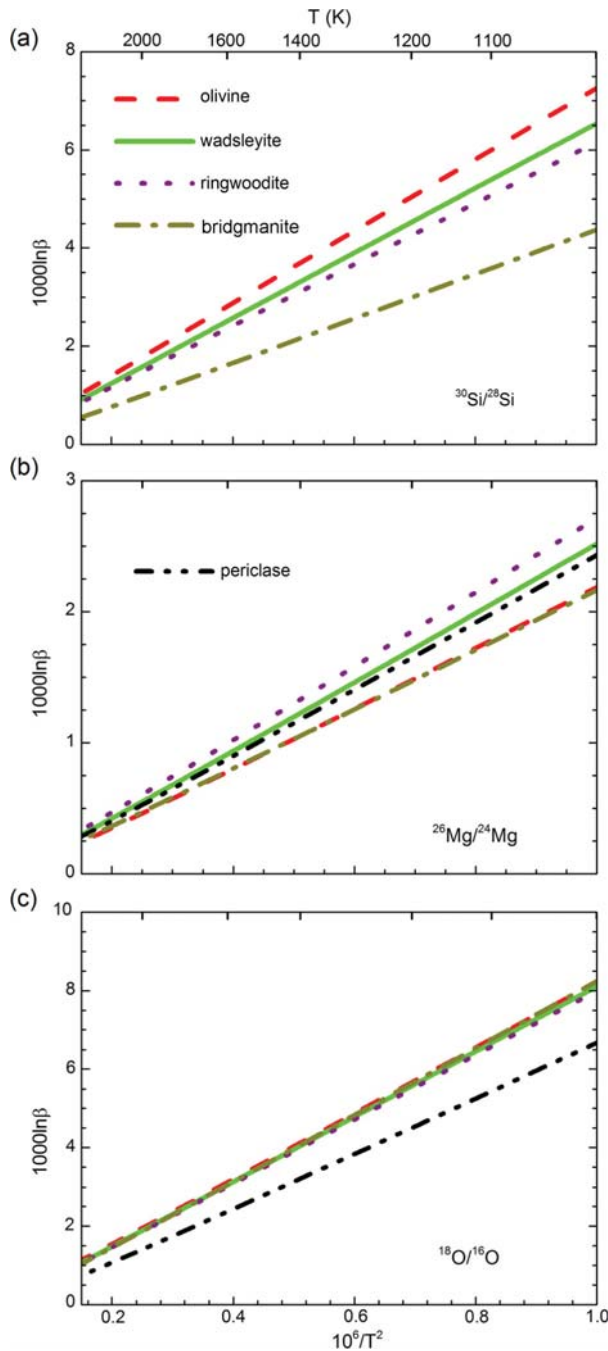 T (K)
2000 1600 1400 1200 1100
(a)
8
6
4
2
0
1000lnβ
olivine
wadsleyite
ringwoodite
bridgmanite
³⁰Si/²⁸Si
(b)
3
2
1
0
1000lnβ
periclase
²⁶Mg/²⁴Mg
(c)
10
8
6
4
2
0
1000lnβ
¹⁸O/¹⁶O
0.2 0.4 0.6 0.8 1.0
10⁶/T²